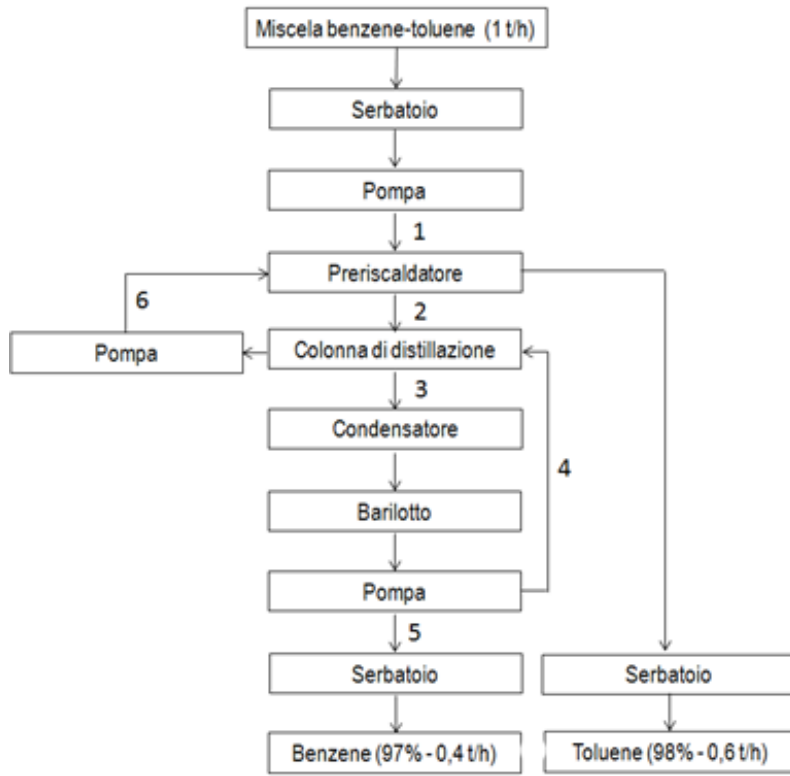 Miscela benzene-toluene (1 t/h)
Serbatoio
Pompa
1
Preriscaldatore
6
2
Pompa
Colonna di distillazione
3
Condensatore
4
Barilotto
Pompa
5
Serbatoio
Serbatoio
Benzene (97% - 0,4 t/h)
Toluene (98% - 0,6 t/h)